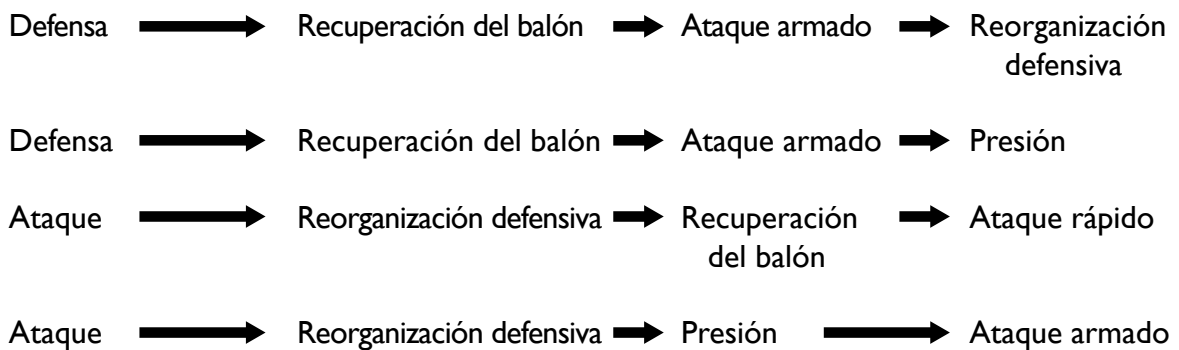 Defensa Recuperación del balón Ataque armado Reorganización
defensiva
Defensa Recuperación del balón Ataque armado Presión
Ataque Reorganización defensiva Recuperación Ataque rápido
del balón
Ataque Reorganización defensiva Presión Ataque armado